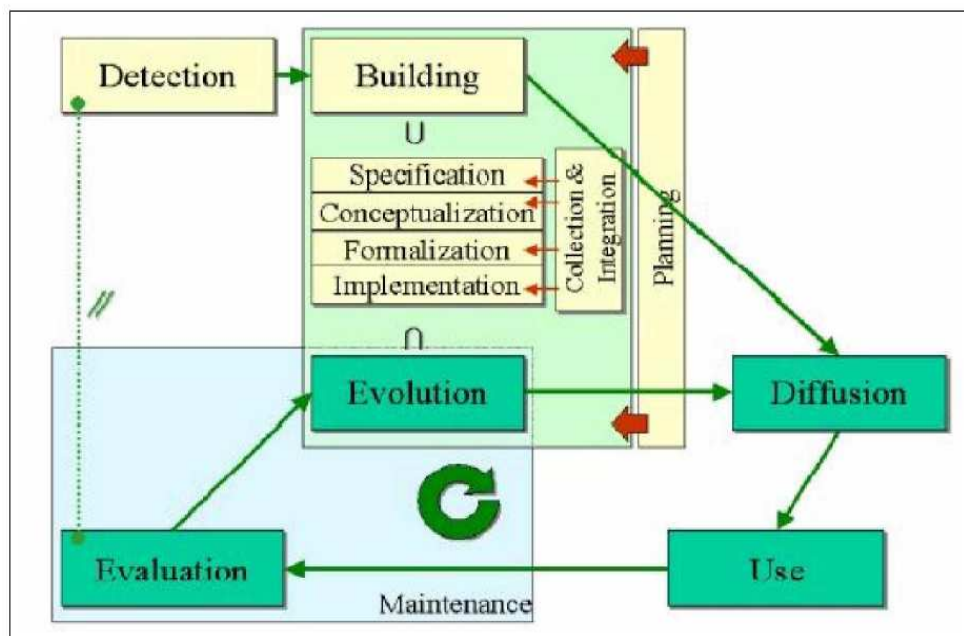 Detection
Building
∪
Specification
Conceptualization
Formalization
Implementation
Collection &
Integration
Planning
//
∩
Evolution
Diffusion
Evaluation
Use
Maintenance